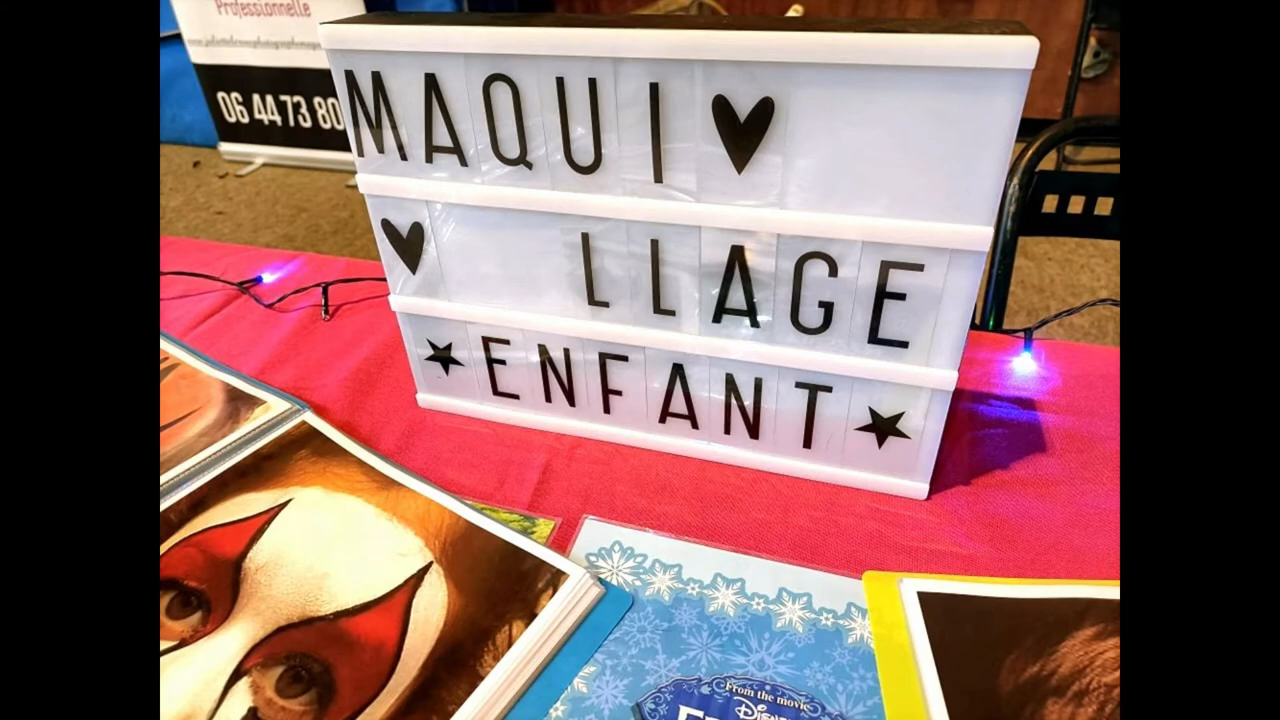 Professionnelle
06 44 73 80
MAQUI♥
♥ LLAGE
★ENFANT★
From the movie
Disney